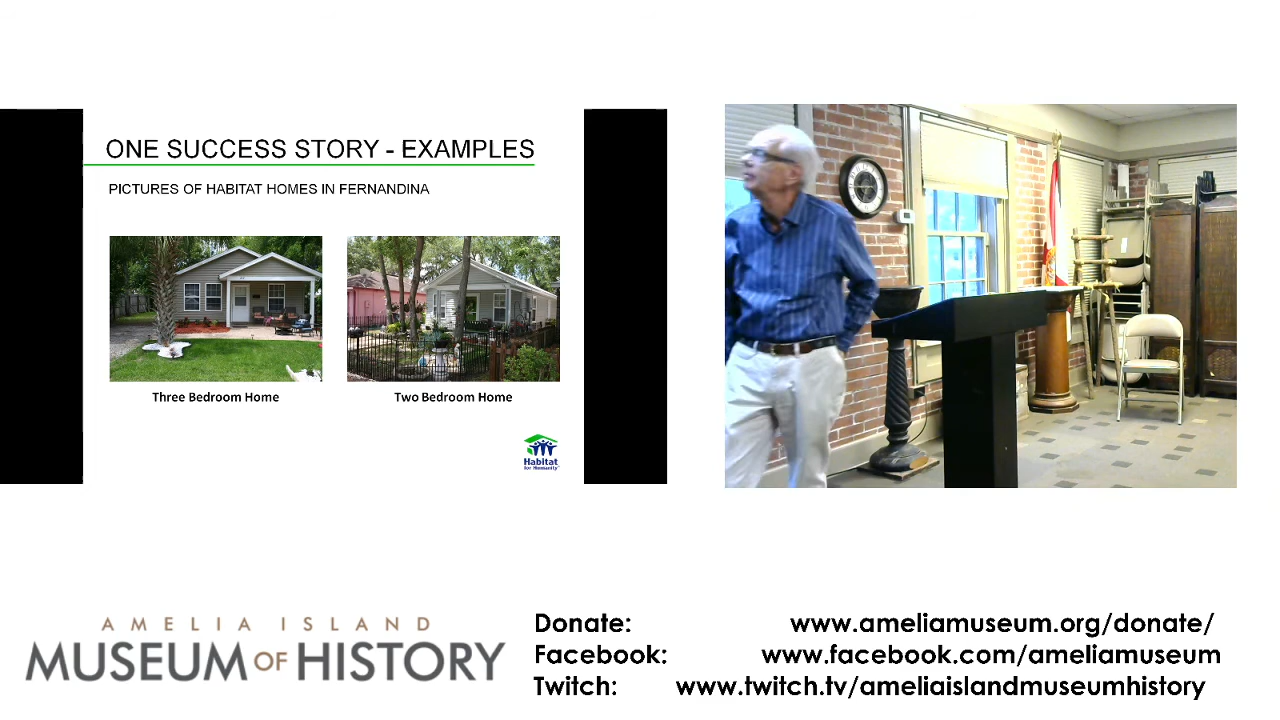 ONE SUCCESS STORY - EXAMPLES
PICTURES OF HABITAT HOMES IN FERNANDINA
Three Bedroom Home
Two Bedroom Home
Habitat
for Humanity
AMELIA ISLAND
MUSEUM OF HISTORY
Donate: www.ameliamuseum.org/donate/
Facebook: www.facebook.com/ameliamuseum
Twitch: www.twitch.tv/ameliaislandmuseumhistory